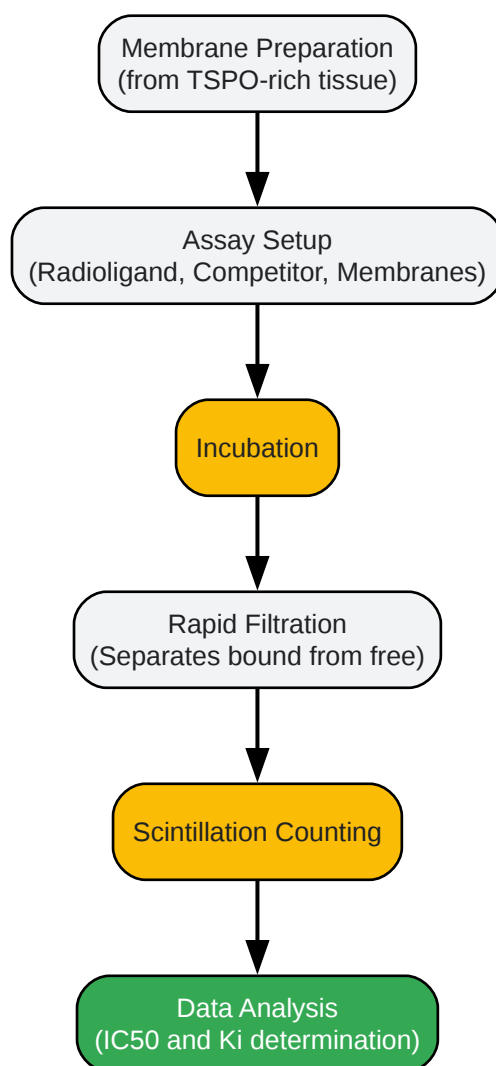 Membrane Preparation
(from TSPO-rich tissue)
Assay Setup
(Radioligand, Competitor, Membranes)
Incubation
Rapid Filtration
(Separates bound from free)
Scintillation Counting
Data Analysis
(IC50 and Ki determination)